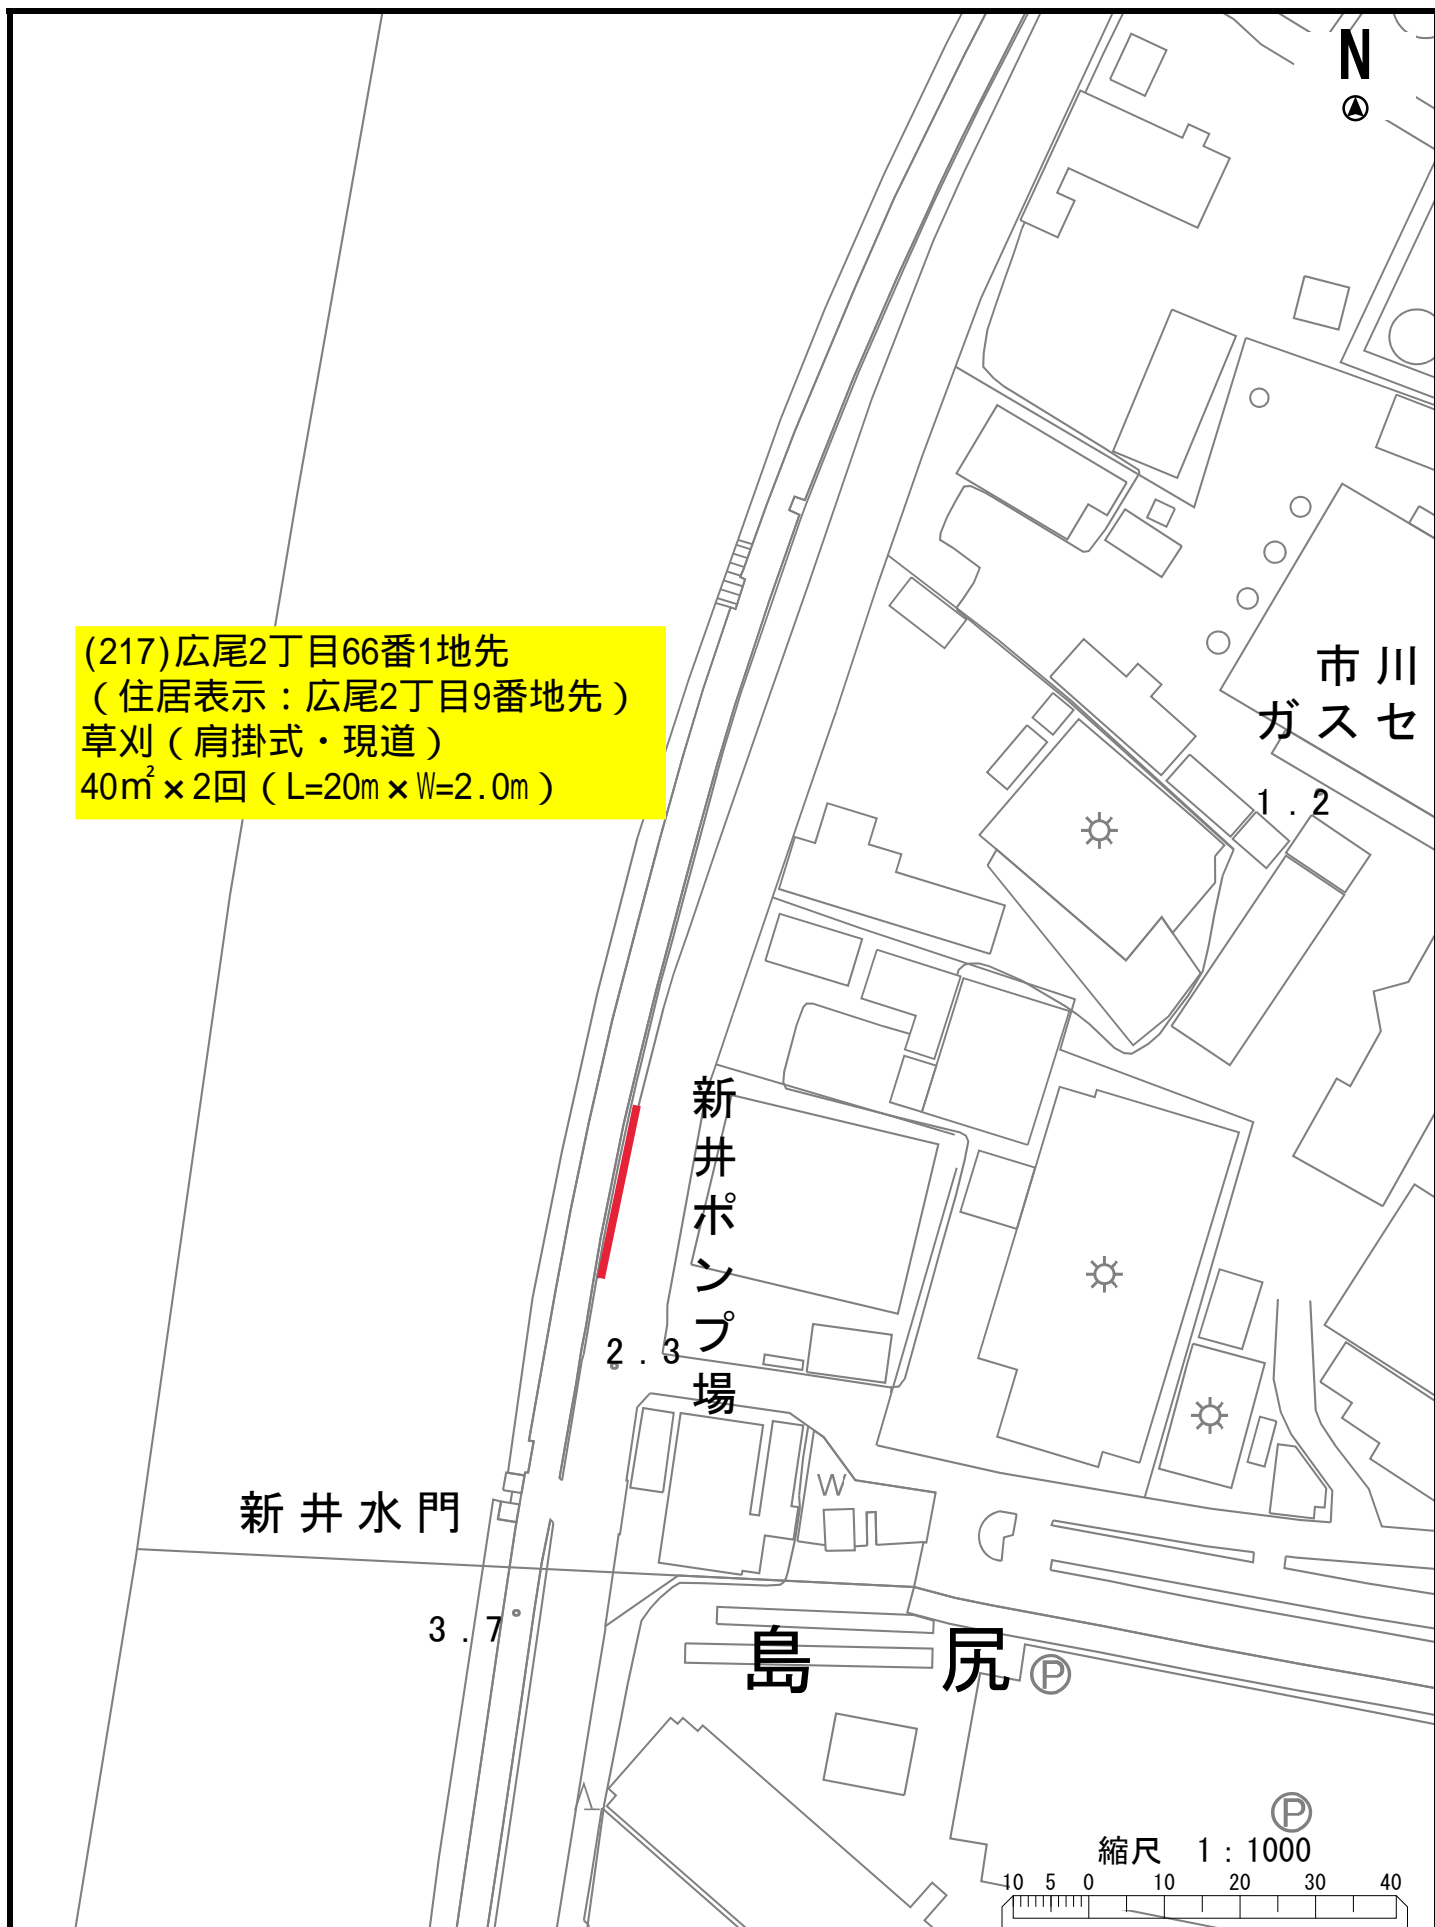 N
(217)広尾2丁目66番1地先
(住居表示:広尾2丁目9番地先)
草刈(肩掛式・現道)
40㎡×2回(L=20m×W=2.0m)
市川
ガスセ
1.2
新井ポンプ場
2.3
W
新井水門
3.7
島尻
P
P
縮尺 1:1000
10 5 0 10 20 30 40